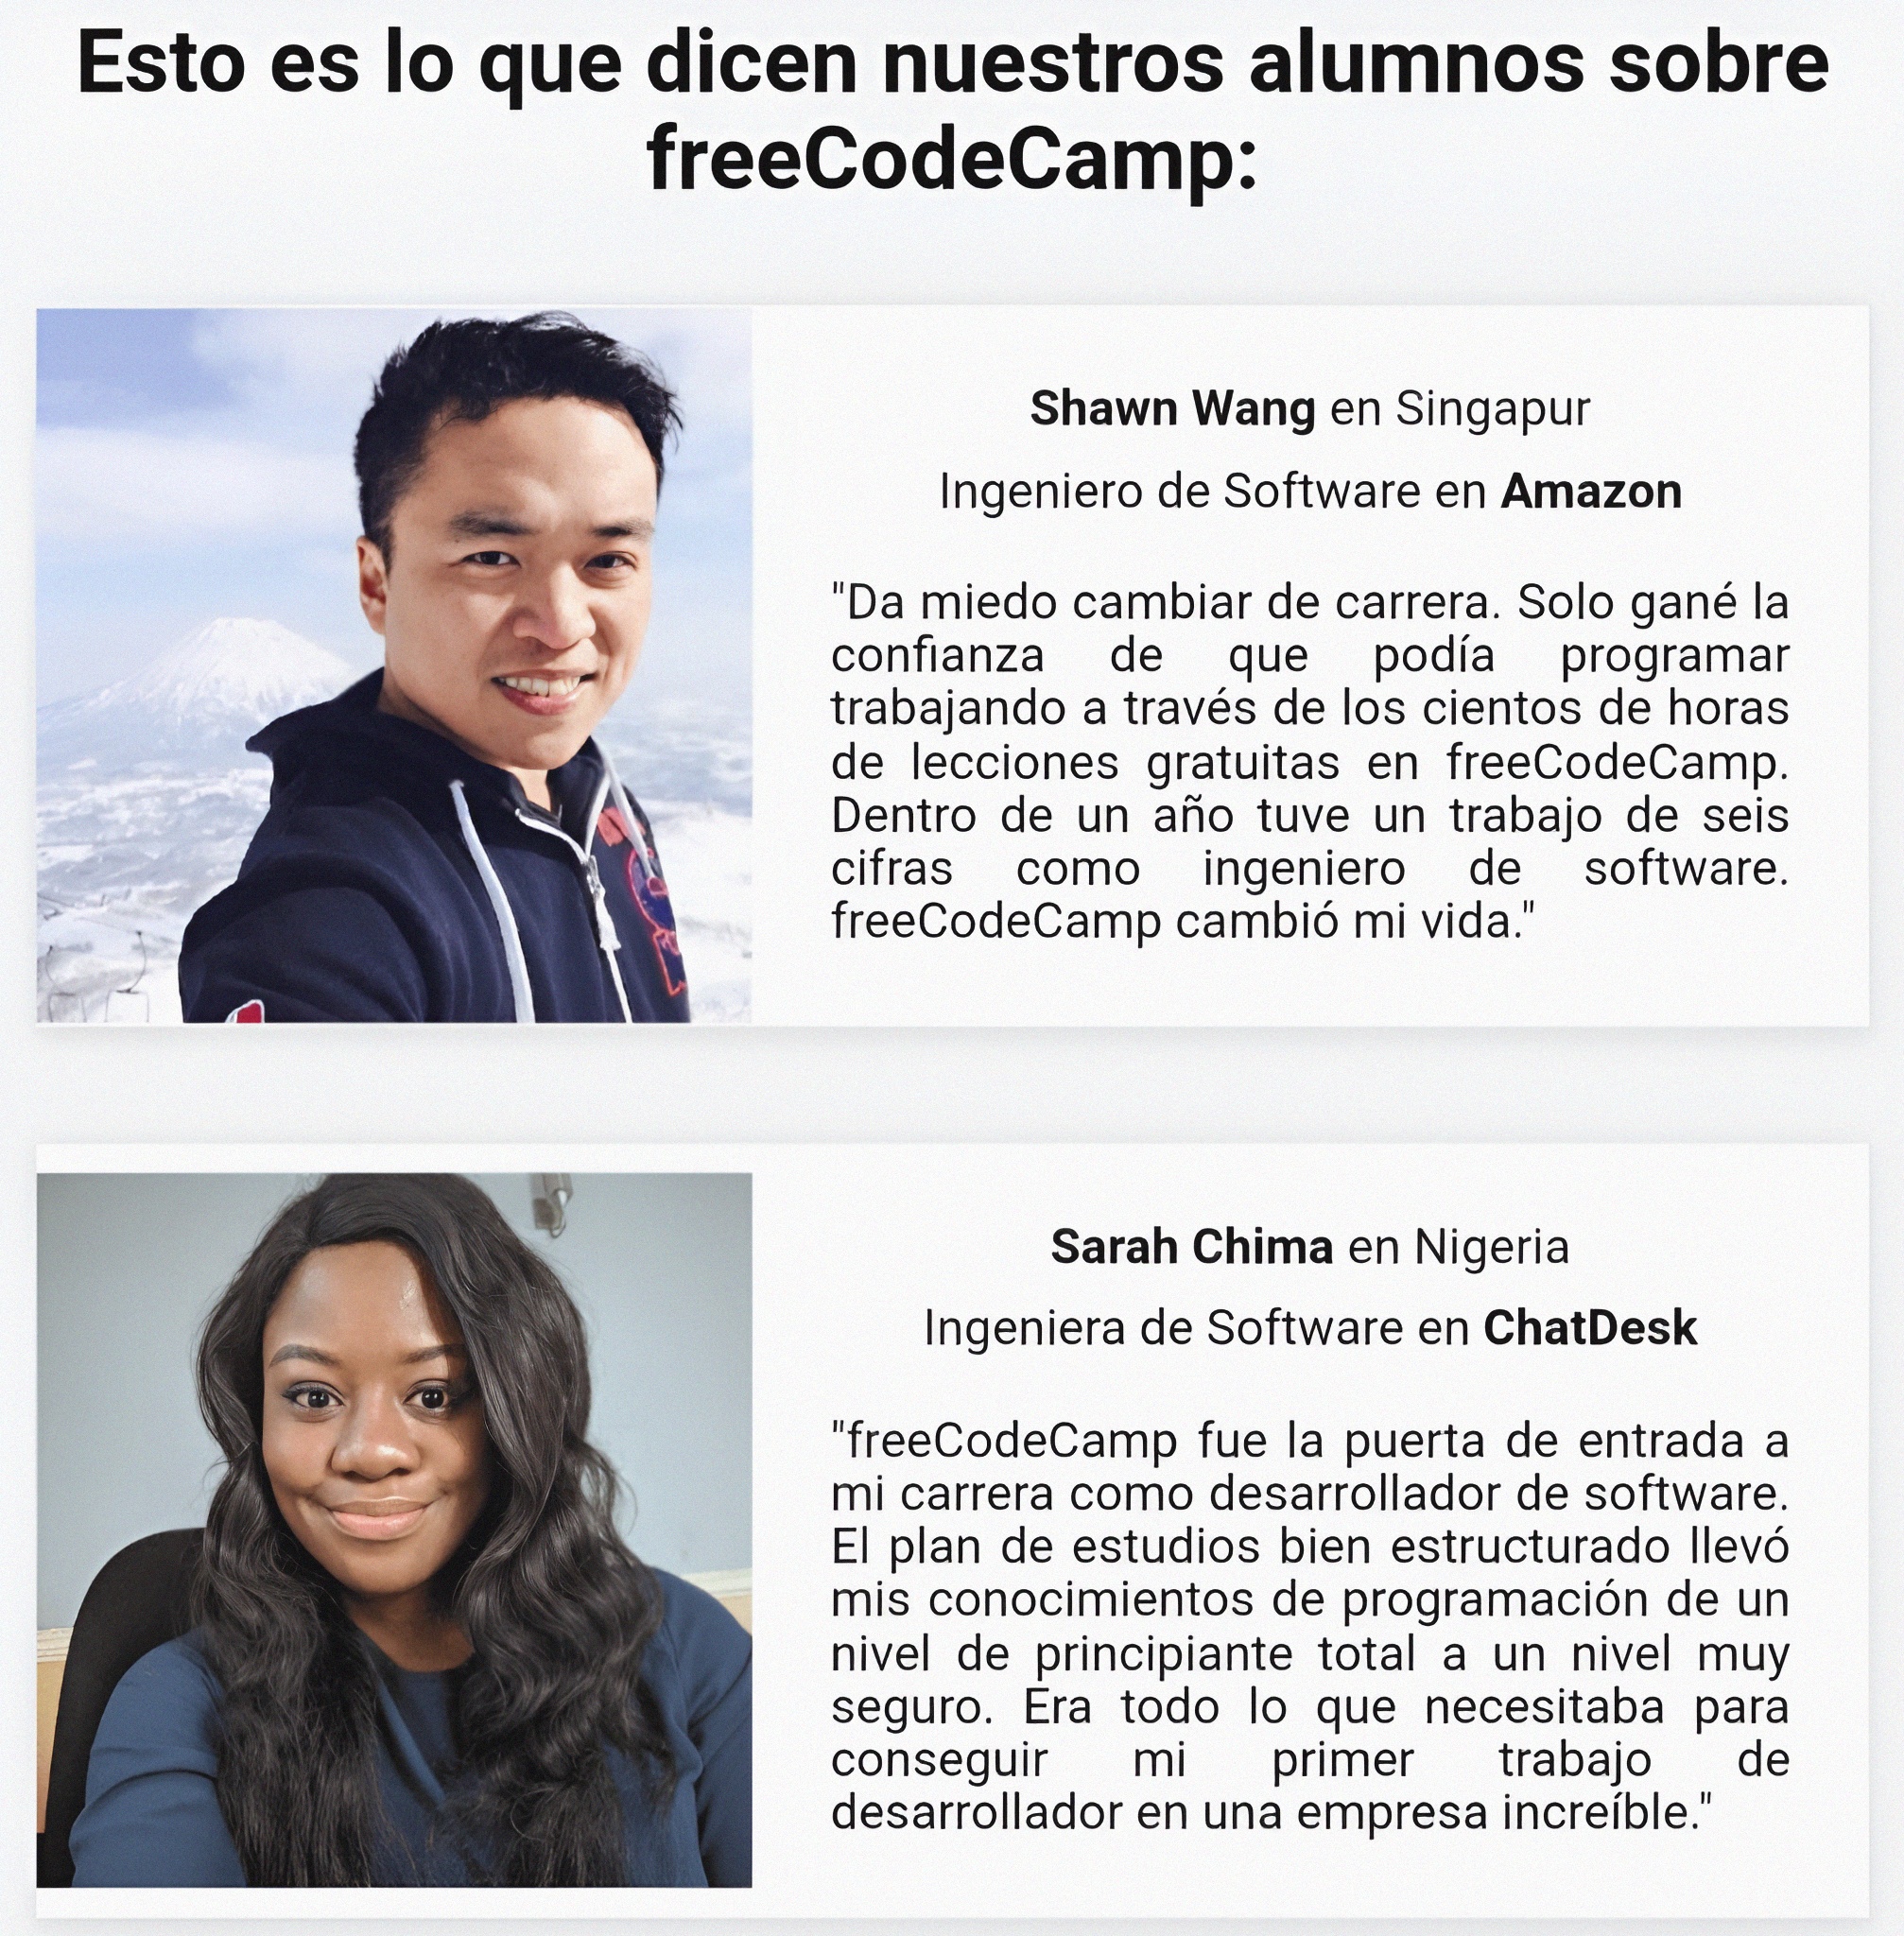 Esto es lo que dicen nuestros alumnos sobre
freeCodeCamp:
Shawn Wang en Singapur
Ingeniero de Software en Amazon
"Da miedo cambiar de carrera. Solo gané la
confianza de que podía programar
trabajando a través de los cientos de horas
de lecciones gratuitas en freeCodeCamp.
Dentro de un año tuve un trabajo de seis
cifras como ingeniero de software.
freeCodeCamp cambió mi vida."
Sarah Chima en Nigeria
Ingeniera de Software en ChatDesk
"freeCodeCamp fue la puerta de entrada a
mi carrera como desarrollador de software.
El plan de estudios bien estructurado llevó
mis conocimientos de programación de un
nivel de principiante total a un nivel muy
seguro. Era todo lo que necesitaba para
conseguir mi primer trabajo de
desarrollador en una empresa increíble."